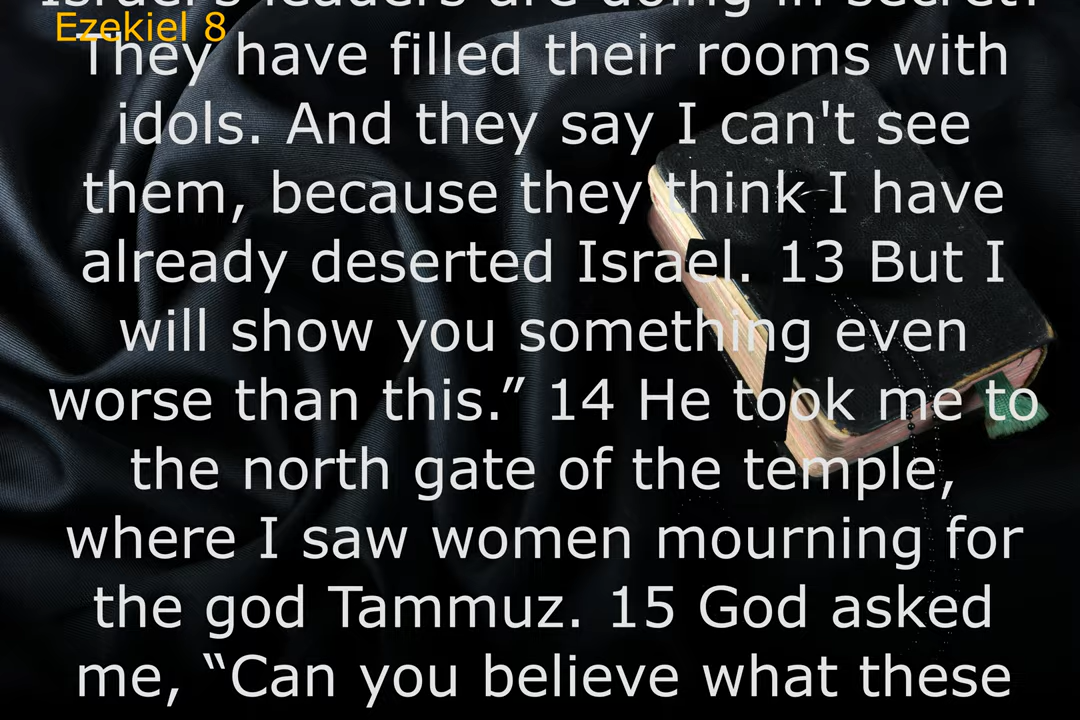 Israel's leaders are doing in secret?
Ezekiel 8
They have filled their rooms with
idols. And they say I can't see
them, because they think I have
already deserted Israel. 13 But I
will show you something even
worse than this.” 14 He took me to
the north gate of the temple,
where I saw women mourning for
the god Tammuz. 15 God asked
me, “Can you believe what these